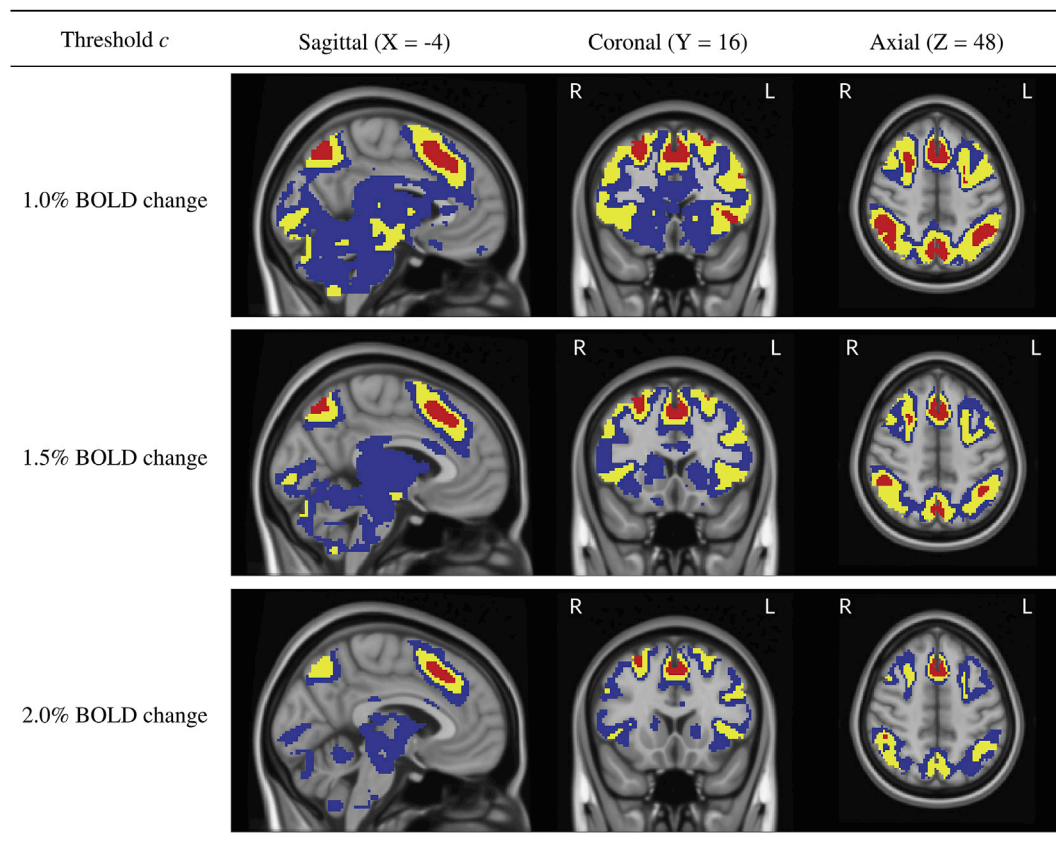 Threshold c Sagittal (X = -4) Coronal (Y = 16) Axial (Z = 48)
R L R L
1.0% BOLD change
R L R L
1.5% BOLD change
R L R L
2.0% BOLD change